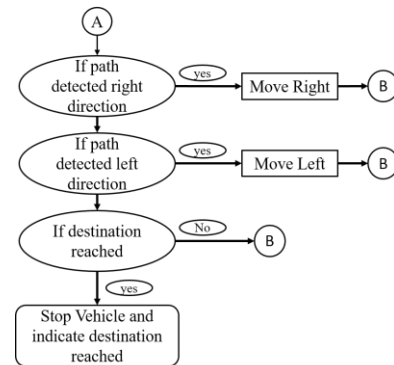 A
If path
detected right
direction
yes
Move Right
B
If path
detected left
direction
yes
Move Left
B
If destination
reached
No
B
yes
Stop Vehicle and
indicate destination
reached